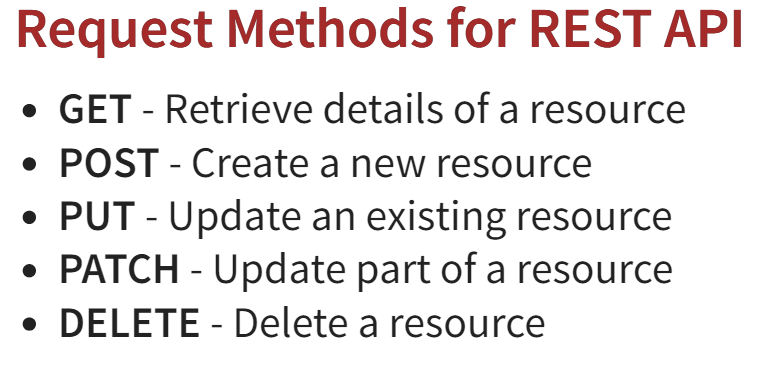 Request Methods for REST API
• GET - Retrieve details of a resource
• POST - Create a new resource
• PUT - Update an existing resource
• PATCH - Update part of a resource
• DELETE - Delete a resource